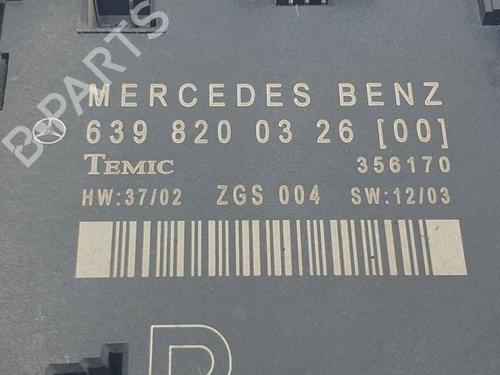 B-PARTS
MERCEDES BENZ
639 820 03 26 [00]
TEMIC 356170
HW:37/02 ZGS 004 SW:12/03
R